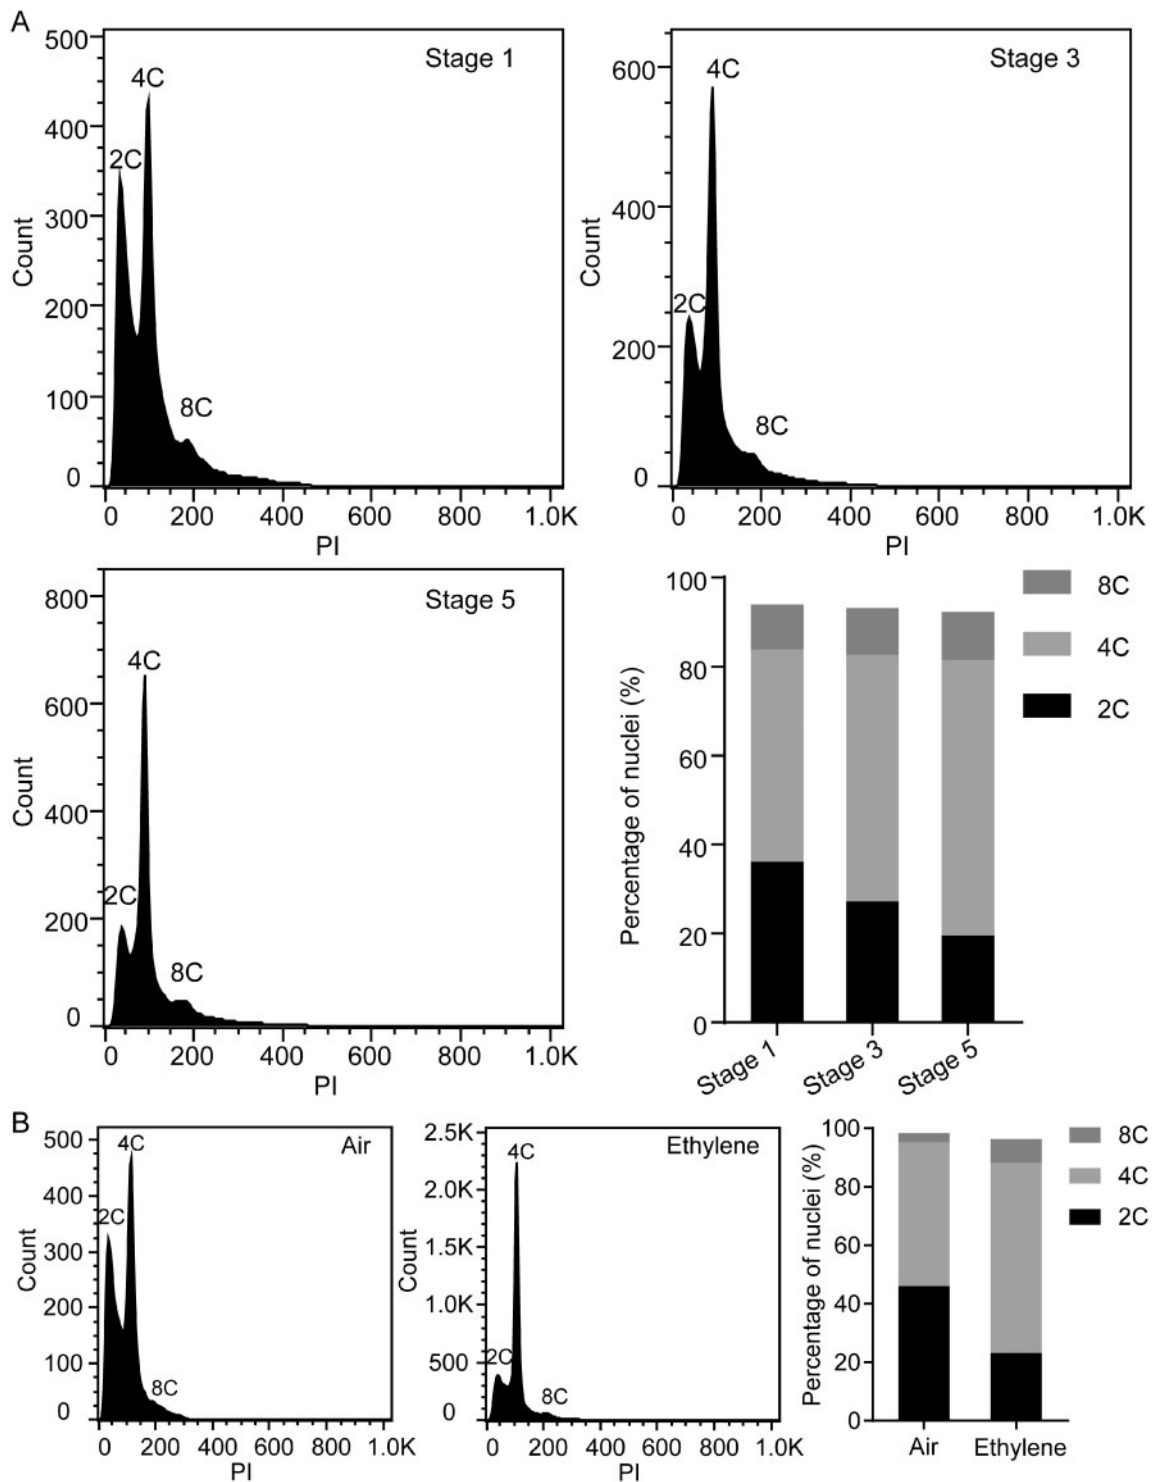 A
Stage 1
500
400
300
200
100
0
4C
2C
8C
Count
0 200 400 600 800 1.0K
PI
Stage 3
600
400
200
0
4C
2C
8C
Count
0 200 400 600 800 1.0K
PI
Stage 5
800
600
400
200
0
4C
2C
8C
Count
0 200 400 600 800 1.0K
PI
100
80
60
40
20
0
Percentage of nuclei (%)
8C
4C
2C
Stage 1 Stage 3 Stage 5
B
Air
500
400
300
200
100
0
4C
2C
8C
Count
0 200 400 600 800 1.0K
PI
Ethylene
2.5K
2.0K
1.5K
1.0K
500
0
4C
2C
8C
Count
0 200 400 600 800 1.0K
PI
100
80
60
40
20
0
Percentage of nuclei (%)
8C
4C
2C
Air Ethylene